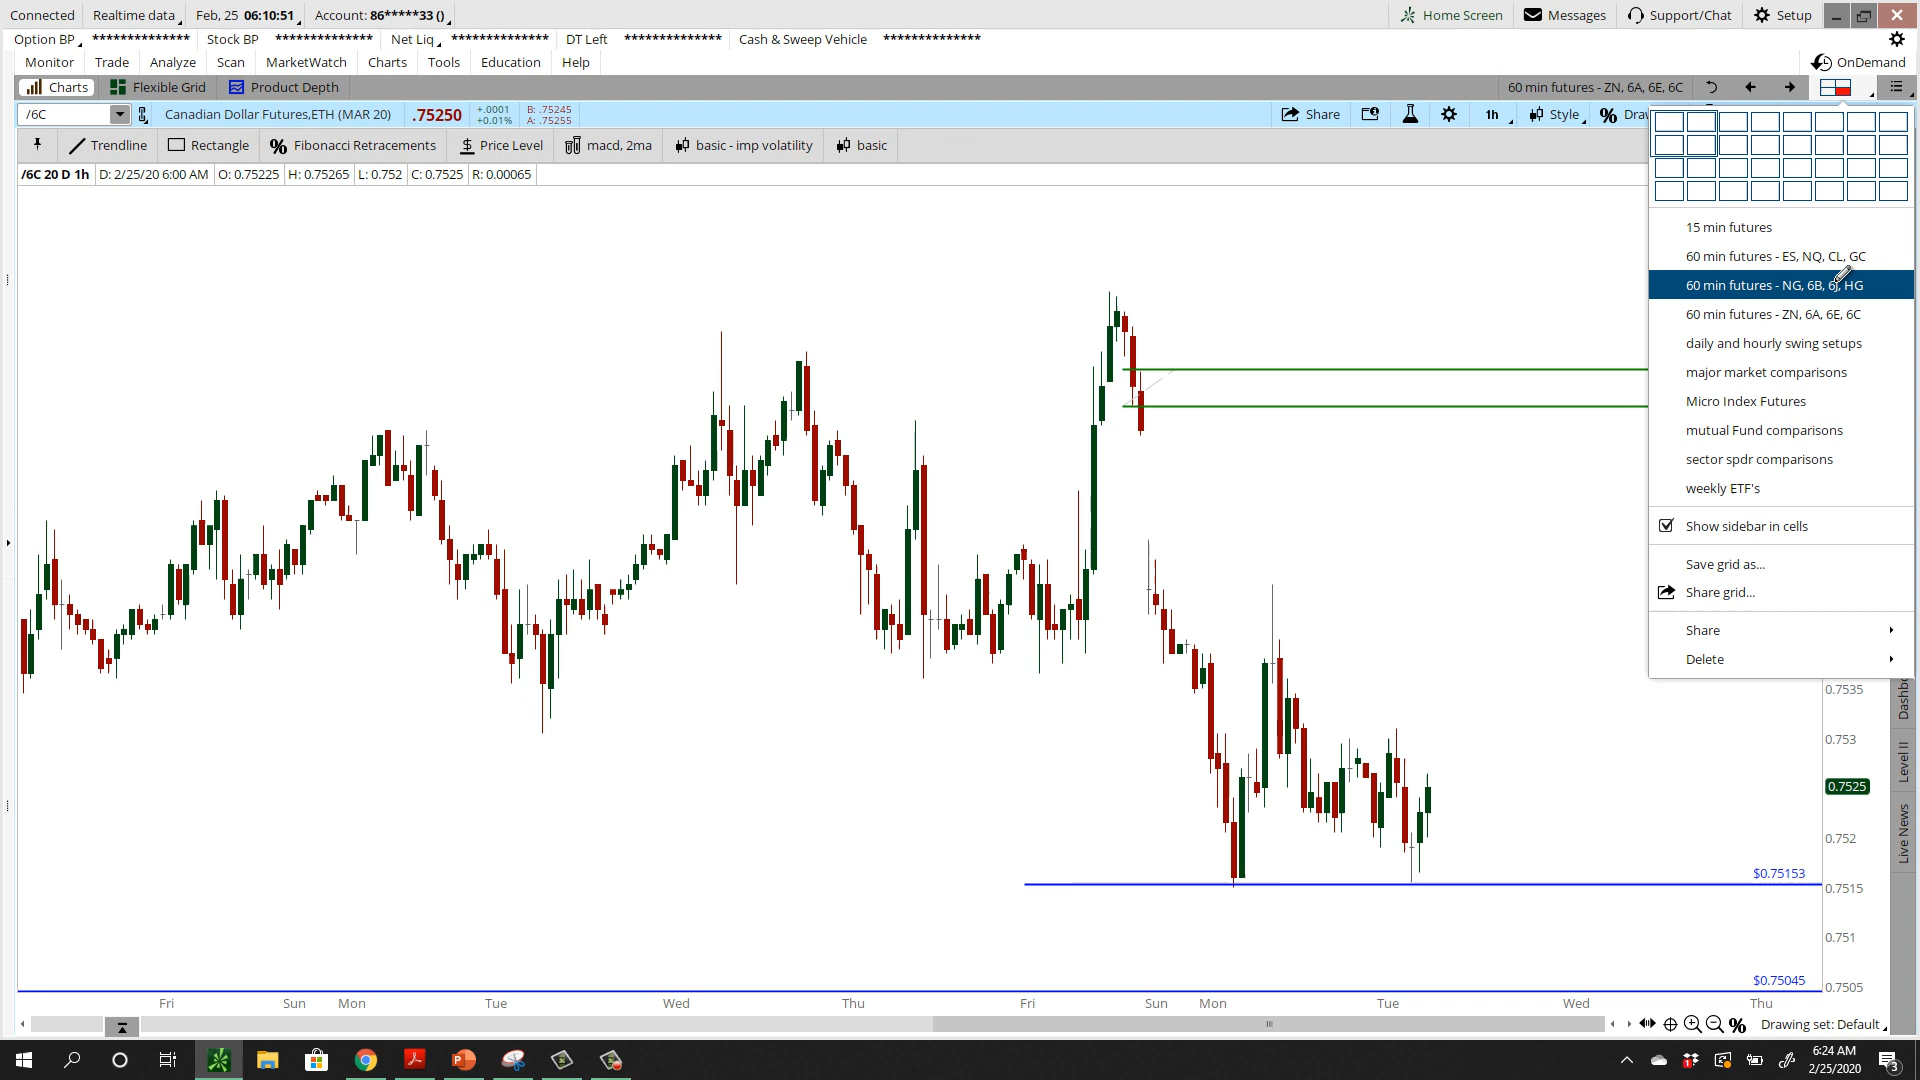 Connected Realtime data Feb, 25 06:10:51 Account: 86*****33 () Home Screen Messages Support/Chat Setup
Option BP ************** Stock BP ************** Net Liq ************** DT Left ************** Cash & Sweep Vehicle **************
Monitor Trade Analyze Scan MarketWatch Charts Tools Education Help OnDemand
Charts Flexible Grid Product Depth 60 min futures - ZN, 6A, 6E, 6C
/6C Canadian Dollar Futures,ETH (MAR 20) .75250 +.0001 B: .75245 Share 1h Style
+0.01% A: .75255
Trendline Rectangle Fibonacci Retracements Price Level macd, 2ma basic - imp volatility basic
/6C 20 D 1h D: 2/25/20 6:00 AM O: 0.75225 H: 0.75265 L: 0.752 C: 0.7525 R: 0.00065
15 min futures
60 min futures - ES, NQ, CL, GC
60 min futures - NG, 6B, 6J, HG
60 min futures - ZN, 6A, 6E, 6C
daily and hourly swing setups
major market comparisons
Micro Index Futures
mutual Fund comparisons
sector spdr comparisons
weekly ETF's
Show sidebar in cells
Save grid as...
Share grid...
Share
Delete
0.7535
0.753
0.7525
0.752
$0.75153
0.7515
0.751
$0.75045
0.7505
Level II
Live News
Fri Sun Mon Tue Wed Thu Fri Sun Mon Tue Wed Thu
Drawing set: Default
6:24 AM
2/25/2020
3